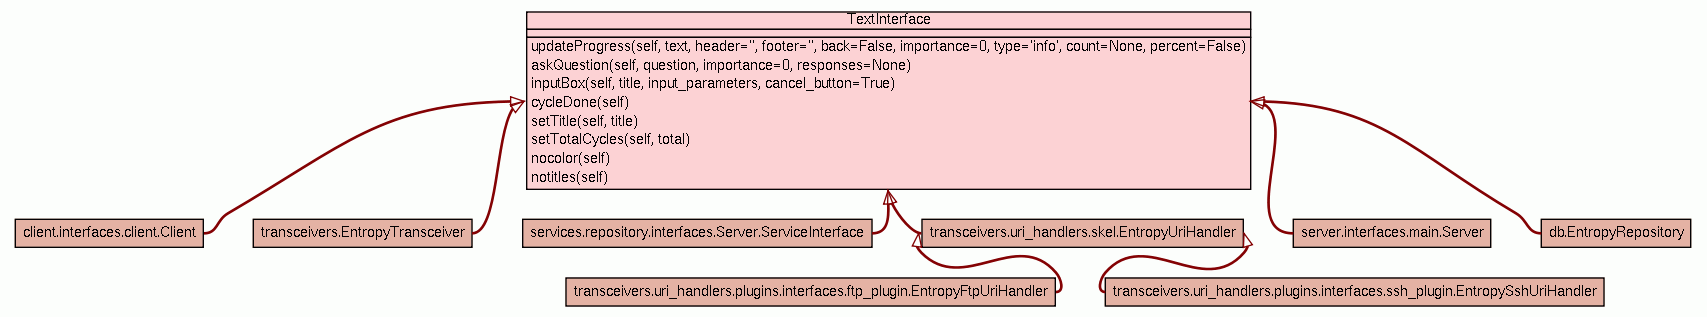 TextInterface
updateProgress(self, text, header='', footer='', back=False, importance=0, type='info', count=None, percent=False)
askQuestion(self, question, importance=0, responses=None)
inputBox(self, title, input_parameters, cancel_button=True)
cycleDone(self)
setTitle(self, title)
setTotalCycles(self, total)
nocolor(self)
notitles(self)
client.interfaces.client.Client
transceivers.EntropyTransceiver
services.repository.interfaces.Server.ServiceInterface
transceivers.uri_handlers.skel.EntropyUriHandler
server.interfaces.main.Server
db.EntropyRepository
transceivers.uri_handlers.plugins.interfaces.ftp_plugin.EntropyFtpUriHandler
transceivers.uri_handlers.plugins.interfaces.ssh_plugin.EntropySshUriHandler